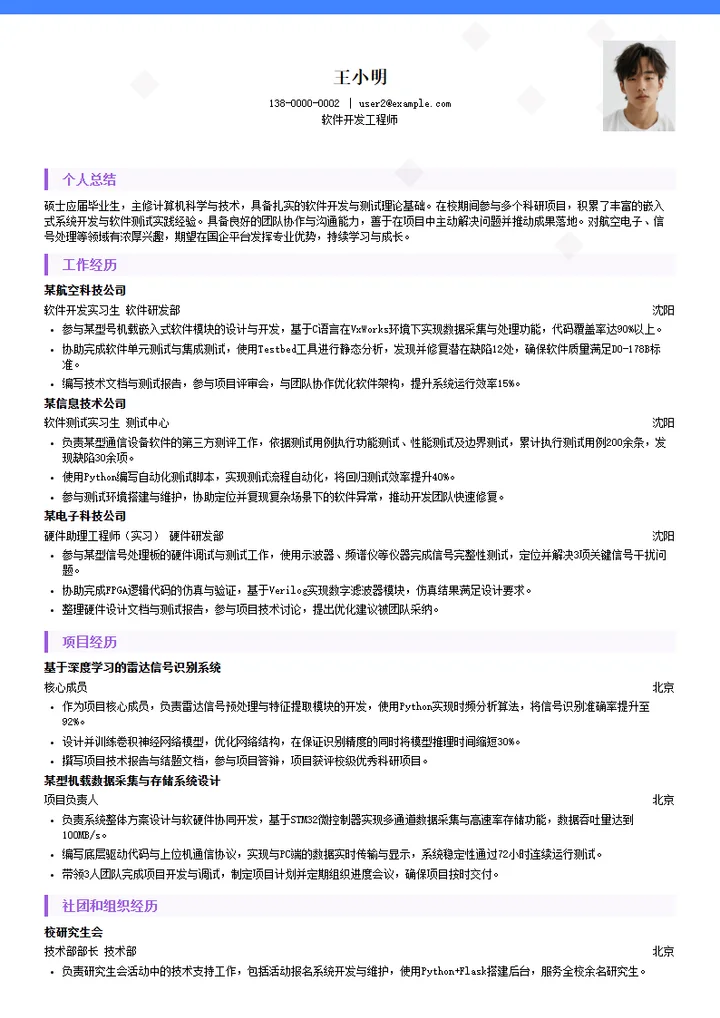 王小明
138-0000-0002 | user2@example.com
软件开发工程师
个人总结
硕士应届毕业生，主修计算机科学与技术，具备扎实的软件开发与测试理论基础。在校期间参与多个科研项目，积累了丰富的嵌入
式系统开发与软件测试实践经验。具备良好的团队协作与沟通能力，善于在项目中主动解决问题并推动成果落地。对航空电子、信
号处理等领域有浓厚兴趣，期望在国企平台发挥专业优势，持续学习与成长。
工作经历
某航空科技公司
软件开发实习生 软件研发部 沈阳
• 参与某型号机载嵌入式软件模块的设计与开发，基于C语言在VxWorks环境下实现数据采集与处理功能，代码覆盖率达90%以上。
• 协助完成软件单元测试与集成测试，使用Testbed工具进行静态分析，发现并修复潜在缺陷12处，确保软件质量满足DO-178B标
准。
• 编写技术文档与测试报告，参与项目评审会，与团队协作优化软件架构，提升系统运行效率15%。
某信息技术公司
软件测试实习生 测试中心 沈阳
• 负责某型通信设备软件的第三方测评工作，依据测试用例执行功能测试、性能测试及边界测试，累计执行测试用例200余条，发
现缺陷30余项。
• 使用Python编写自动化测试脚本，实现测试流程自动化，将回归测试效率提升40%。
• 参与测试环境搭建与维护，协助定位并复现复杂场景下的软件异常，推动开发团队快速修复。
某电子科技公司
硬件助理工程师（实习） 硬件研发部 沈阳
• 参与某型信号处理板的硬件调试与测试工作，使用示波器、频谱仪等仪器完成信号完整性测试，定位并解决3项关键信号干扰问
题。
• 协助完成FPGA逻辑代码的仿真与验证，基于Verilog实现数字滤波器模块，仿真结果满足设计要求。
• 整理硬件设计文档与测试报告，参与项目技术讨论，提出优化建议被团队采纳。
项目经历
基于深度学习的雷达信号识别系统
核心成员 北京
• 作为项目核心成员，负责雷达信号预处理与特征提取模块的开发，使用Python实现时频分析算法，将信号识别准确率提升至
92%。
• 设计并训练卷积神经网络模型，优化网络结构，在保证识别精度的同时将模型推理时间缩短30%。
• 撰写项目技术报告与结题文档，参与项目答辩，项目获评校级优秀科研项目。
某型机载数据采集与存储系统设计
项目负责人 北京
• 负责系统整体方案设计与软硬件协同开发，基于STM32微控制器实现多通道数据采集与高速率存储功能，数据吞吐量达到
100MB/s。
• 编写底层驱动代码与上位机通信协议，实现与PC端的数据实时传输与显示，系统稳定性通过72小时连续运行测试。
• 带领3人团队完成项目开发与调试，制定项目计划并定期组织进度会议，确保项目按时交付。
社团和组织经历
校研究生会
技术部部长 技术部 北京
• 负责研究生会活动中的技术支持工作，包括活动报名系统开发与维护，使用Python+Flask搭建后台，服务全校余名研究生。